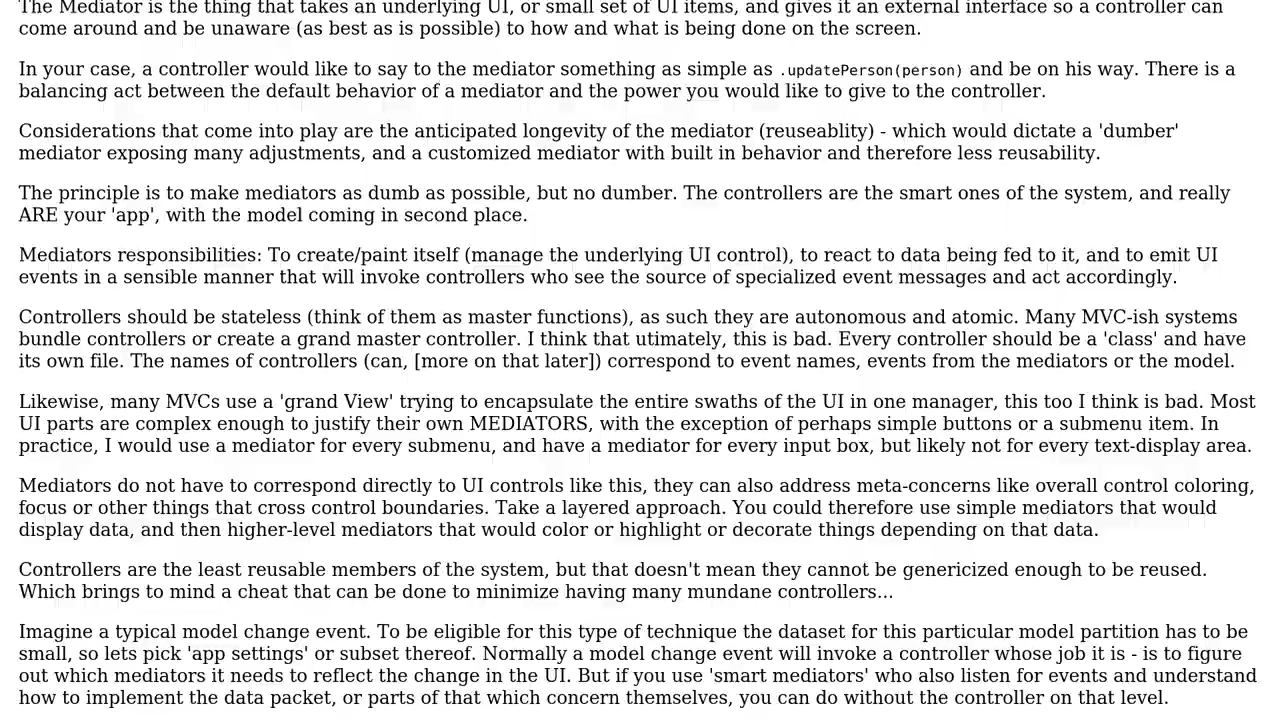 The Mediator is the thing that takes an underlying UI, or small set of UI items, and gives it an external interface so a controller can
come around and be unaware (as best as is possible) to how and what is being done on the screen.
In your case, a controller would like to say to the mediator something as simple as .updatePerson(person) and be on his way. There is a
balancing act between the default behavior of a mediator and the power you would like to give to the controller.
Considerations that come into play are the anticipated longevity of the mediator (reuseablity) - which would dictate a 'dumber'
mediator exposing many adjustments, and a customized mediator with built in behavior and therefore less reusability.
The principle is to make mediators as dumb as possible, but no dumber. The controllers are the smart ones of the system, and really
ARE your 'app', with the model coming in second place.
Mediators responsibilities: To create/paint itself (manage the underlying UI control), to react to data being fed to it, and to emit UI
events in a sensible manner that will invoke controllers who see the source of specialized event messages and act accordingly.
Controllers should be stateless (think of them as master functions), as such they are autonomous and atomic. Many MVC-ish systems
bundle controllers or create a grand master controller. I think that utimately, this is bad. Every controller should be a 'class' and have
its own file. The names of controllers (can, [more on that later]) correspond to event names, events from the mediators or the model.
Likewise, many MVCs use a 'grand View' trying to encapsulate the entire swaths of the UI in one manager, this too I think is bad. Most
UI parts are complex enough to justify their own MEDIATORS, with the exception of perhaps simple buttons or a submenu item. In
practice, I would use a mediator for every submenu, and have a mediator for every input box, but likely not for every text-display area.
Mediators do not have to correspond directly to UI controls like this, they can also address meta-concerns like overall control coloring,
focus or other things that cross control boundaries. Take a layered approach. You could therefore use simple mediators that would
display data, and then higher-level mediators that would color or highlight or decorate things depending on that data.
Controllers are the least reusable members of the system, but that doesn't mean they cannot be genericized enough to be reused.
Which brings to mind a cheat that can be done to minimize having many mundane controllers...
Imagine a typical model change event. To be eligible for this type of technique the dataset for this particular model partition has to be
small, so lets pick 'app settings' or subset thereof. Normally a model change event will invoke a controller whose job it is - is to figure
out which mediators it needs to reflect the change in the UI. But if you use 'smart mediators' who also listen for events and understand
how to implement the data packet, or parts of that which concern themselves, you can do without the controller on that level.